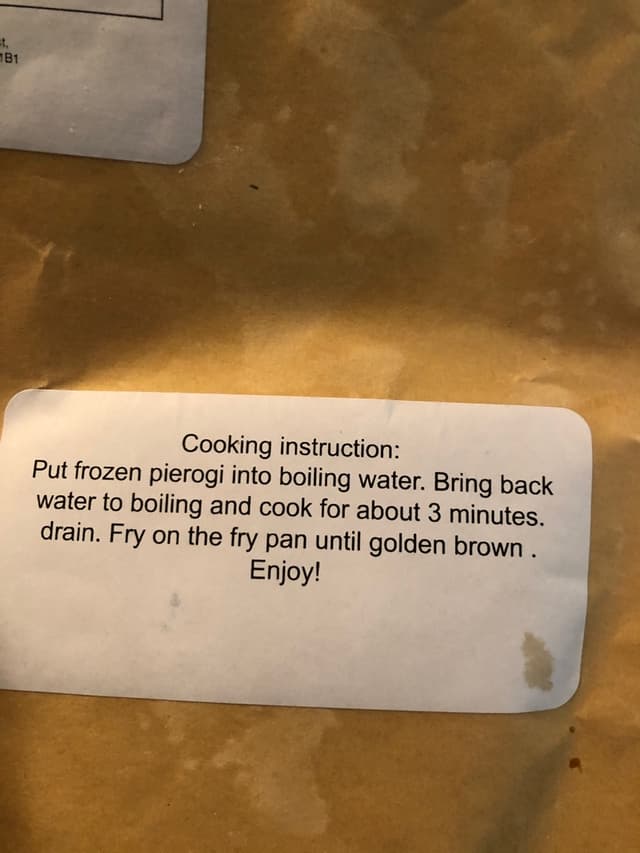 1B1
Cooking instruction:
Put frozen pierogi into boiling water. Bring back
water to boiling and cook for about 3 minutes.
drain. Fry on the fry pan until golden brown .
Enjoy!